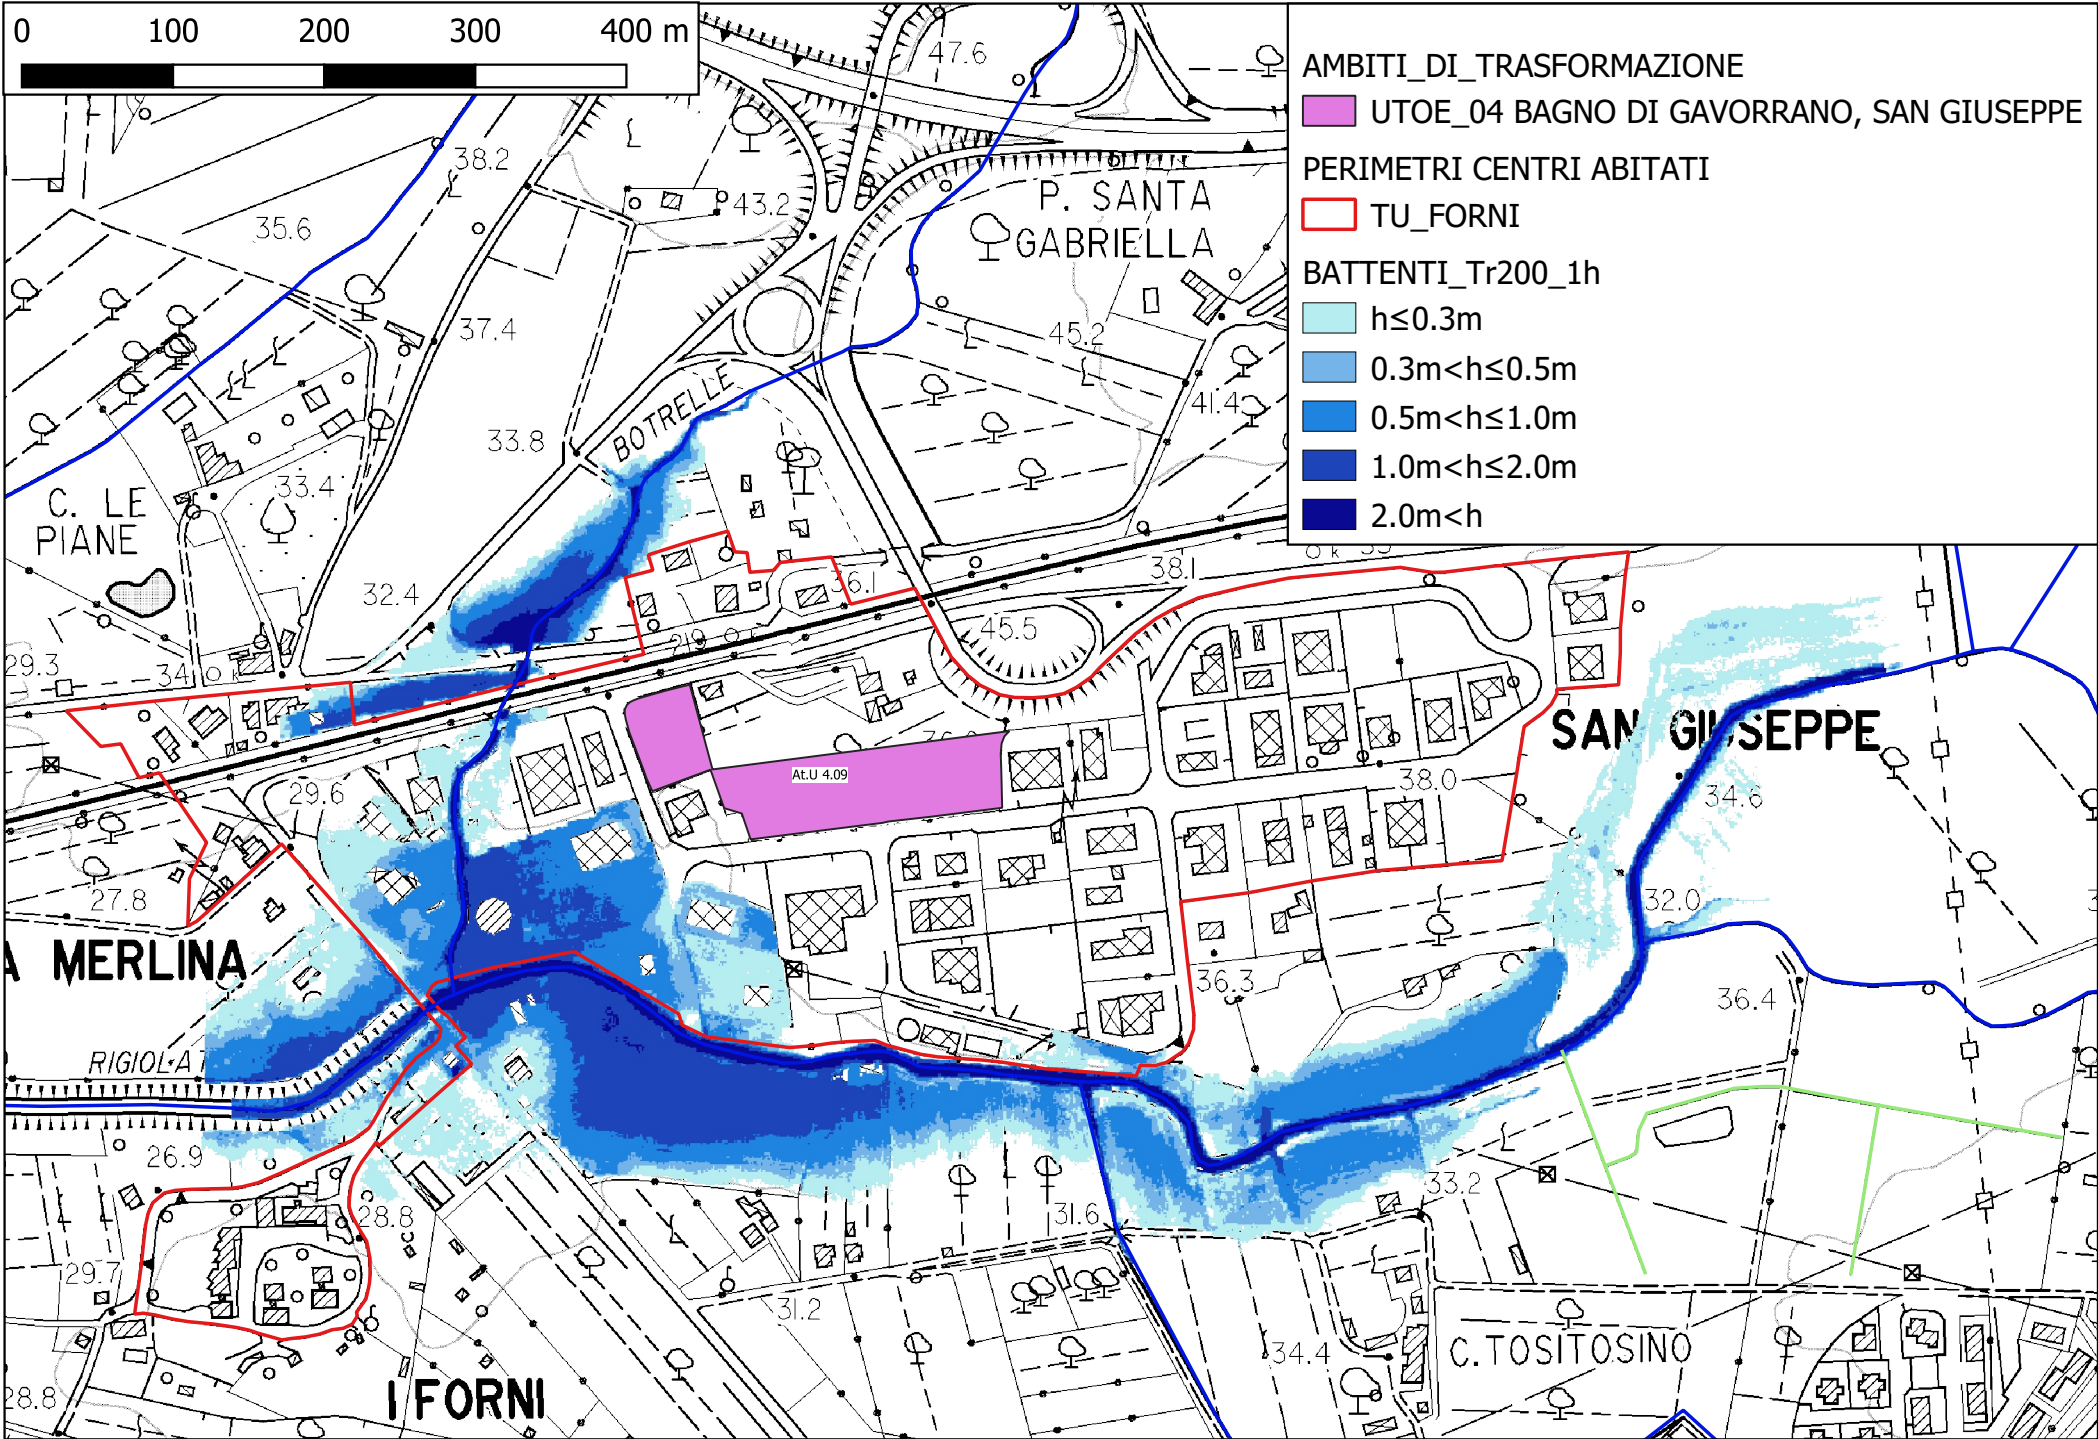 0 100 200 300 400 m
AMBITI_DI_TRASFORMAZIONE
UTOE_04 BAGNO DI GAVORRANO, SAN GIUSEPPE
PERIMETRI CENTRI ABITATI
TU_FORNI
BATTENTI_Tr200_1h
h≤0.3m
0.3m<h≤0.5m
0.5m<h≤1.0m
1.0m<h≤2.0m
2.0m<h
47.6
38.2
43.2
P. SANTA
GABRIELLA
35.6
37.4
45.2
BOTRELLE
41.4
33.8
33.4
C. LE
PIANE
32.4
36.1
38.1
45.5
29.3
34.0 k
SAN GIUSEPPE
At.U 4.09
38.0
29.6
34.6
27.8
32.0
A MERLINA
36.3
36.4
RIGIOLAT
26.9
33.2
28.8
31.6
29.7
31.2
34.4
C. TOSITOSINO
28.8
I FORNI